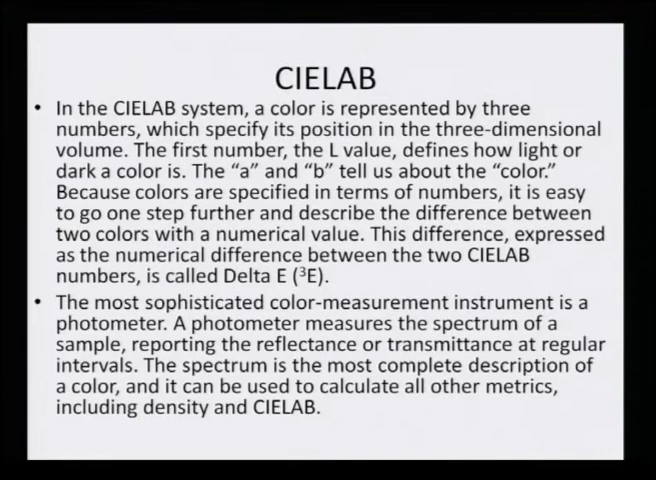 CIELAB
• In the CIELAB system, a color is represented by three
numbers, which specify its position in the three-dimensional
volume. The first number, the L value, defines how light or
dark a color is. The “a” and “b” tell us about the “color.”
Because colors are specified in terms of numbers, it is easy
to go one step further and describe the difference between
two colors with a numerical value. This difference, expressed
as the numerical difference between the two CIELAB
numbers, is called Delta E (³E).
• The most sophisticated color-measurement instrument is a
photometer. A photometer measures the spectrum of a
sample, reporting the reflectance or transmittance at regular
intervals. The spectrum is the most complete description of
a color, and it can be used to calculate all other metrics,
including density and CIELAB.